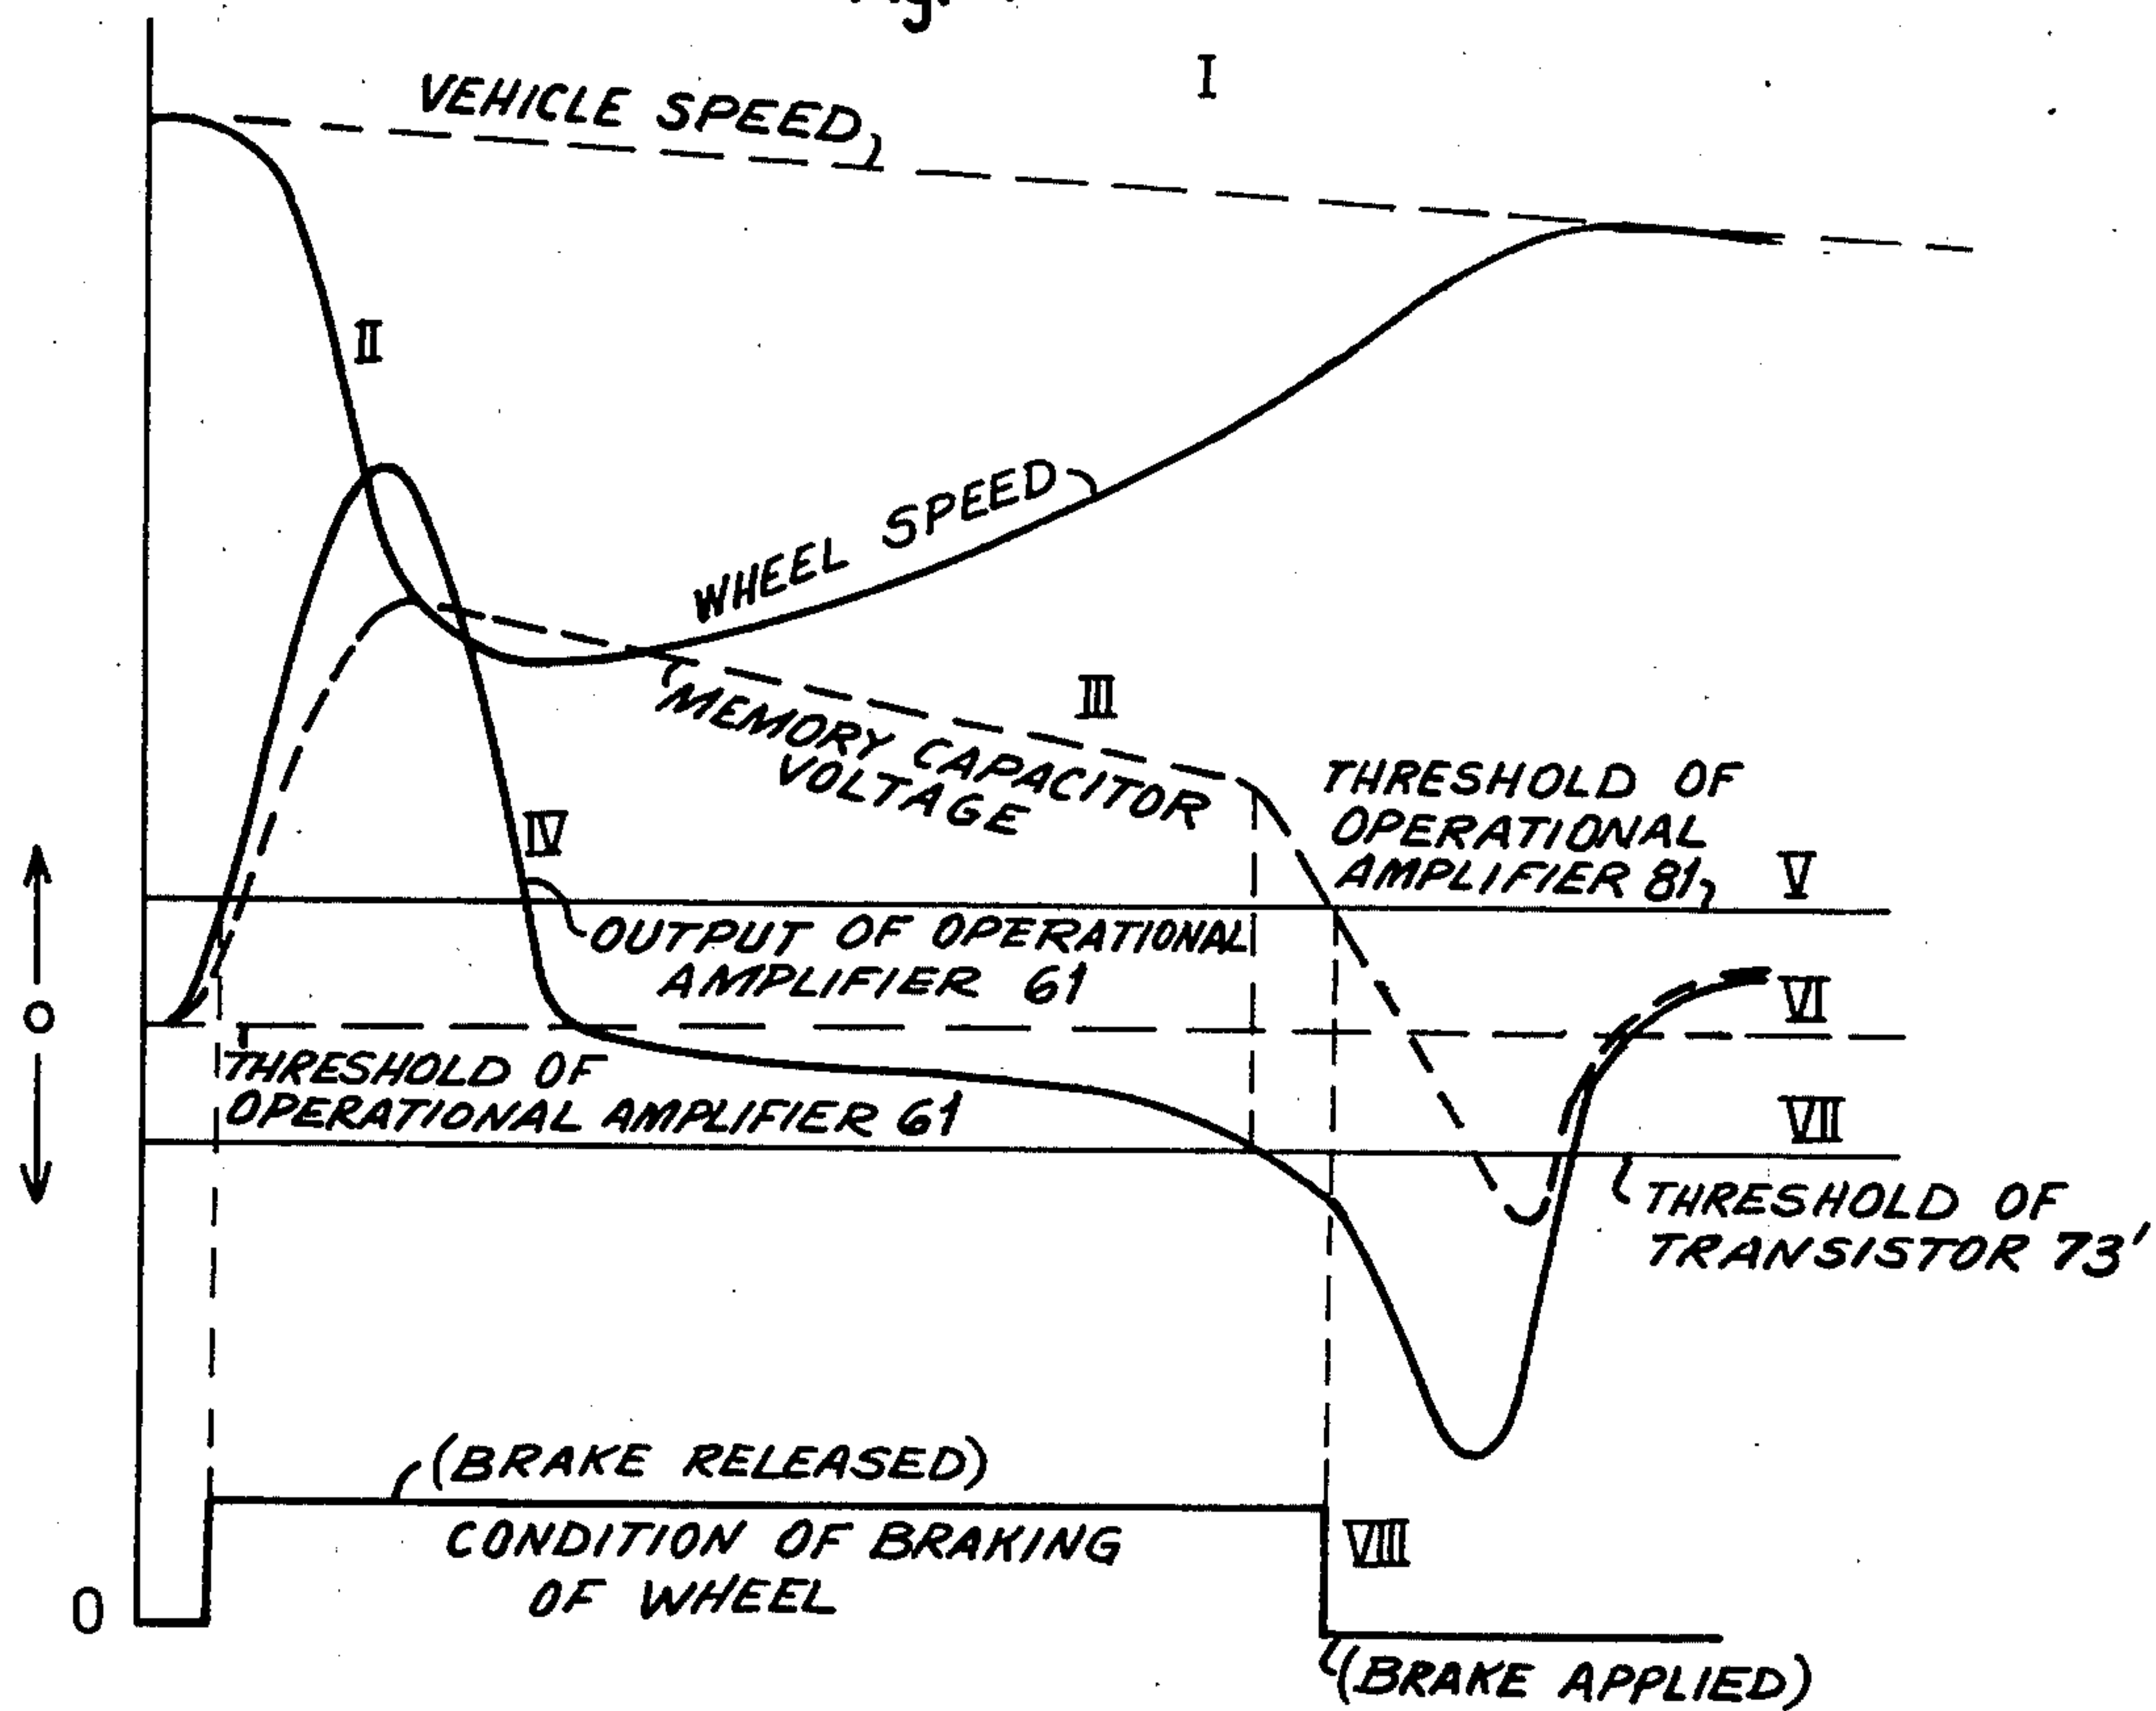 I
VEHICLE SPEED
II
WHEEL SPEED
III
MEMORY CAPACITOR
VOLTAGE
THRESHOLD OF
OPERATIONAL
AMPLIFIER 81
V
IV
OUTPUT OF OPERATIONAL
AMPLIFIER 61
VI
O
THRESHOLD OF
OPERATIONAL AMPLIFIER 61
VII
THRESHOLD OF
TRANSISTOR 73'
(BRAKE RELEASED)
CONDITION OF BRAKING
OF WHEEL
VIII
O
(BRAKE APPLIED)